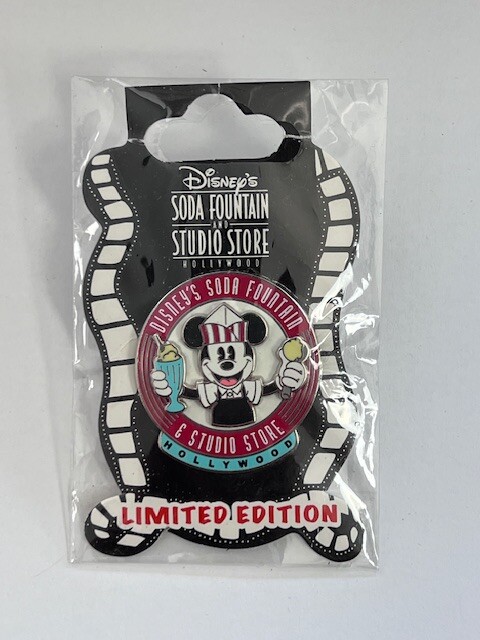 Disney's
SODA FOUNTAIN
AND
STUDIO STORE
HOLLYWOOD
DISNEY'S SODA FOUNTAIN
& STUDIO STORE
HOLLYWOOD
LIMITED EDITION